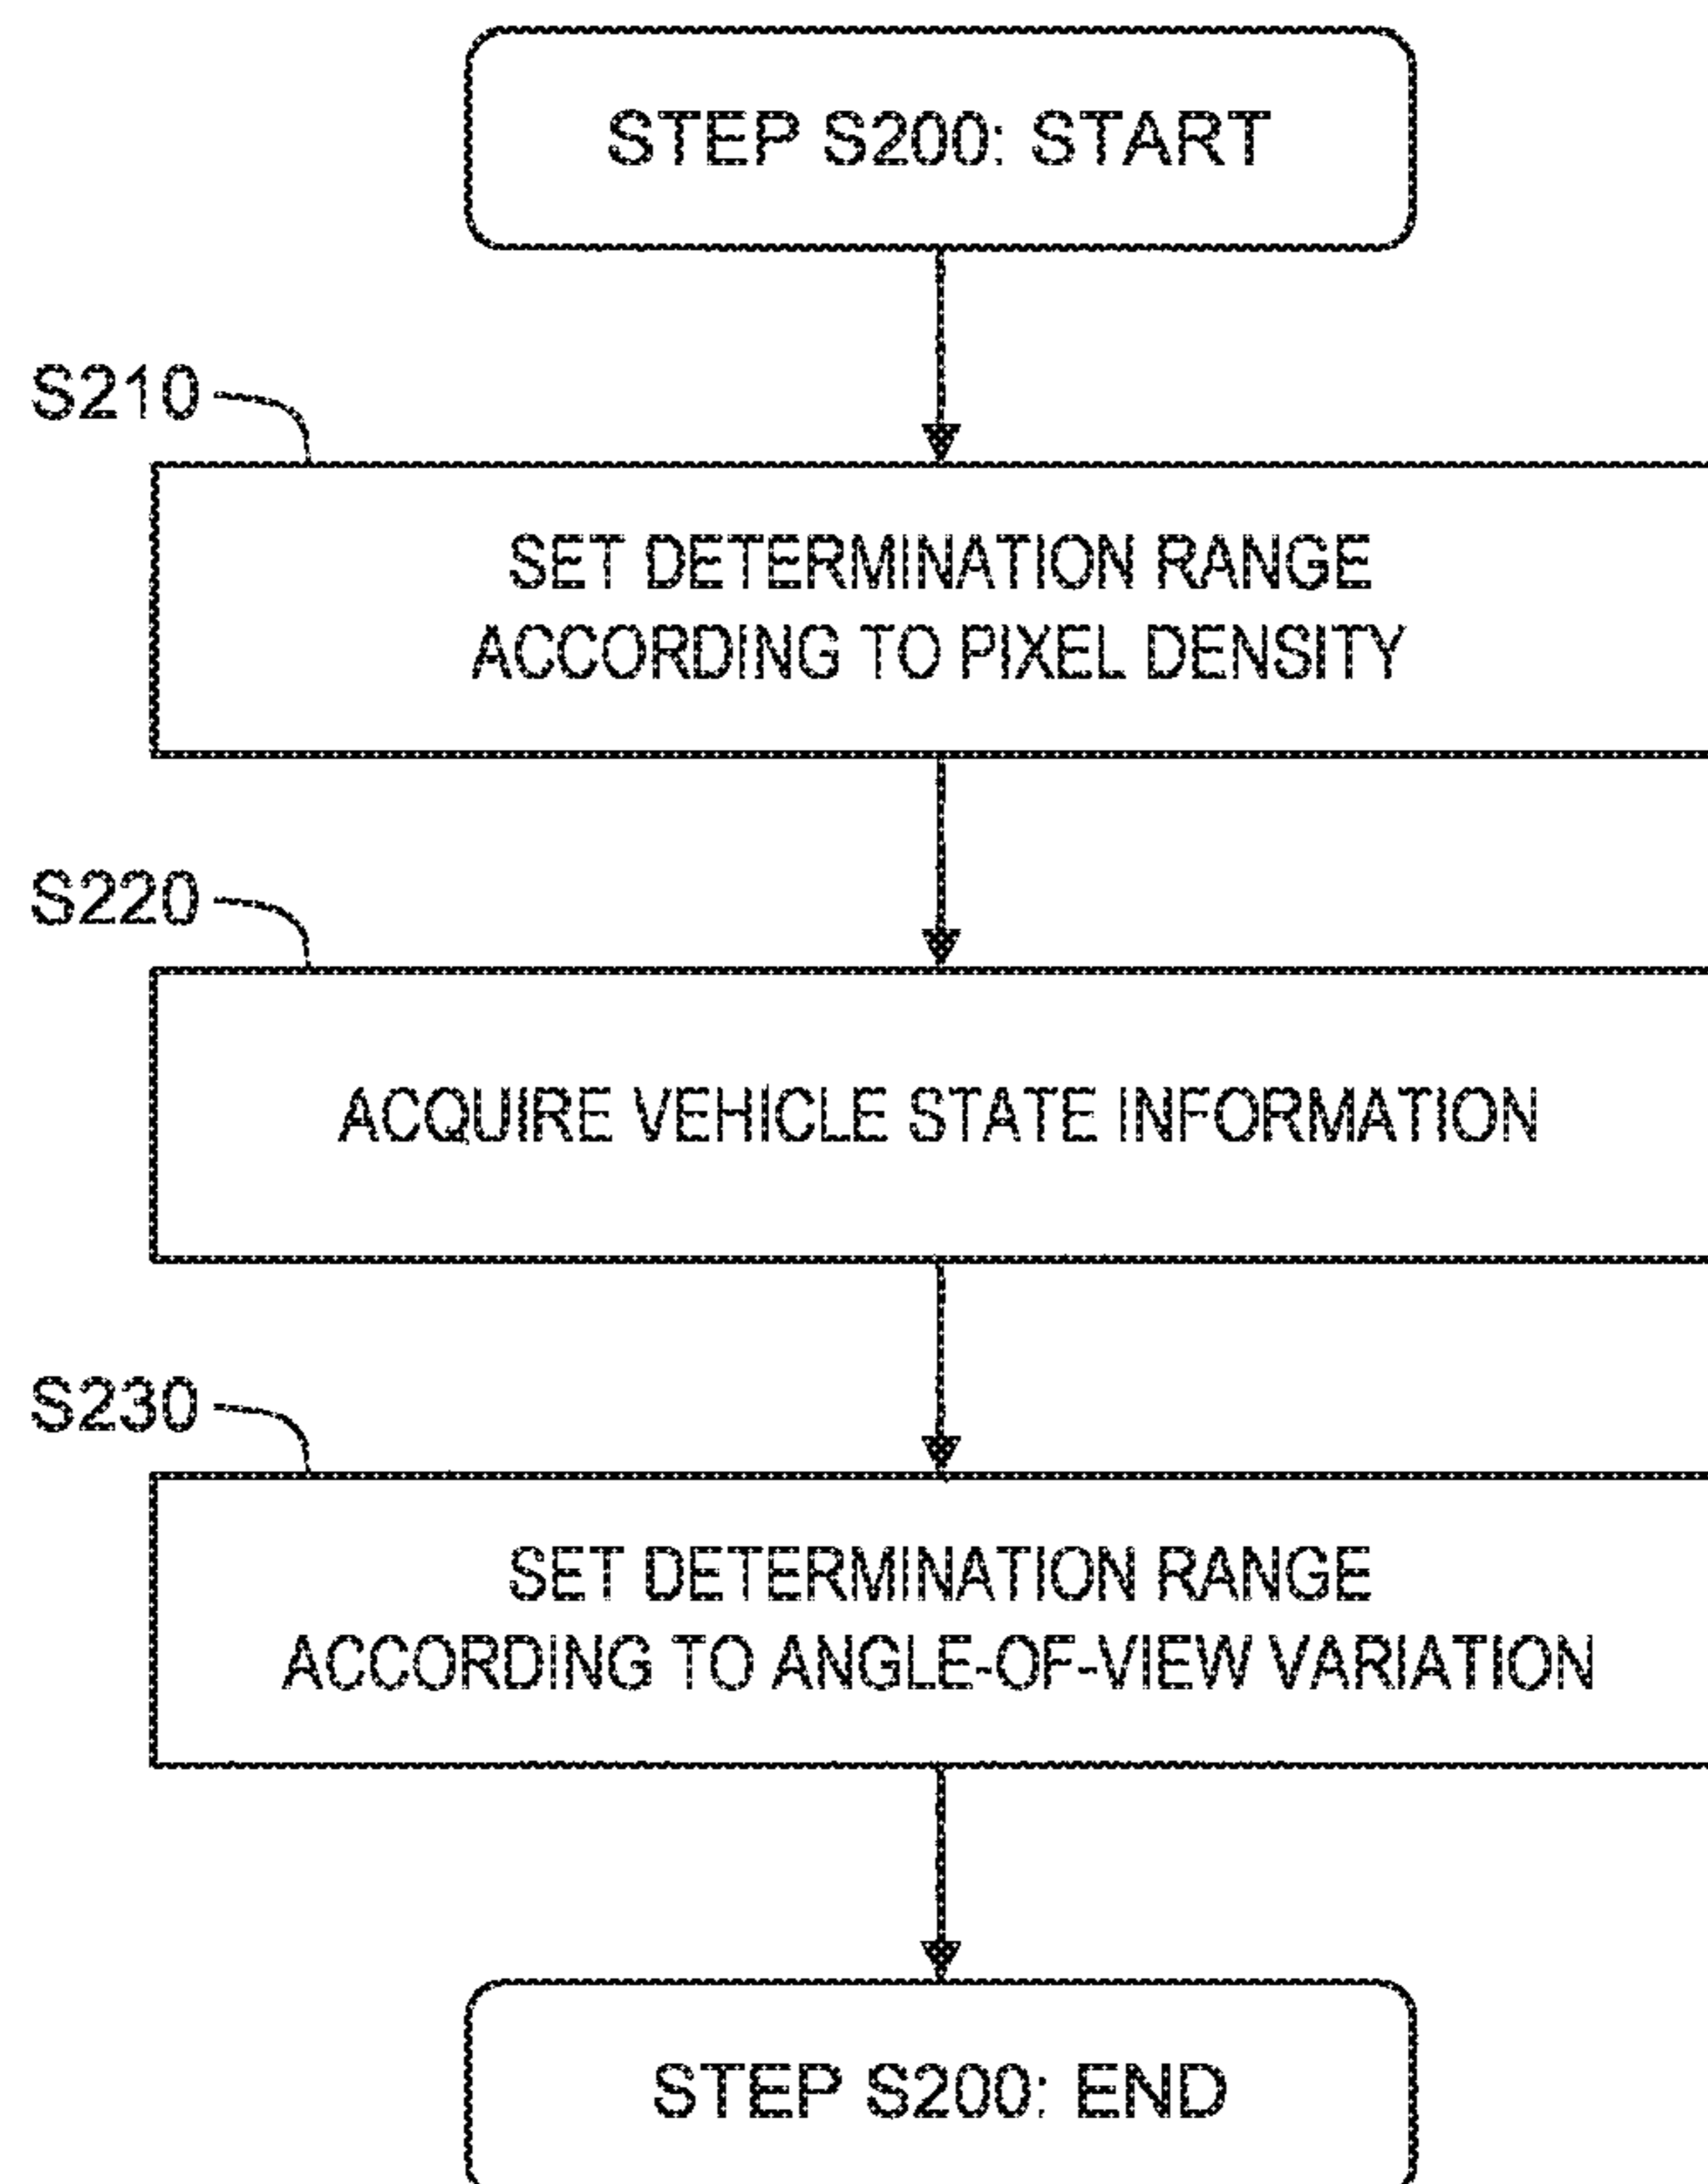 STEP S200: START
S210
SET DETERMINATION RANGE
ACCORDING TO PIXEL DENSITY
S220
ACQUIRE VEHICLE STATE INFORMATION
S230
SET DETERMINATION RANGE
ACCORDING TO ANGLE-OF-VIEW VARIATION
STEP S200: END